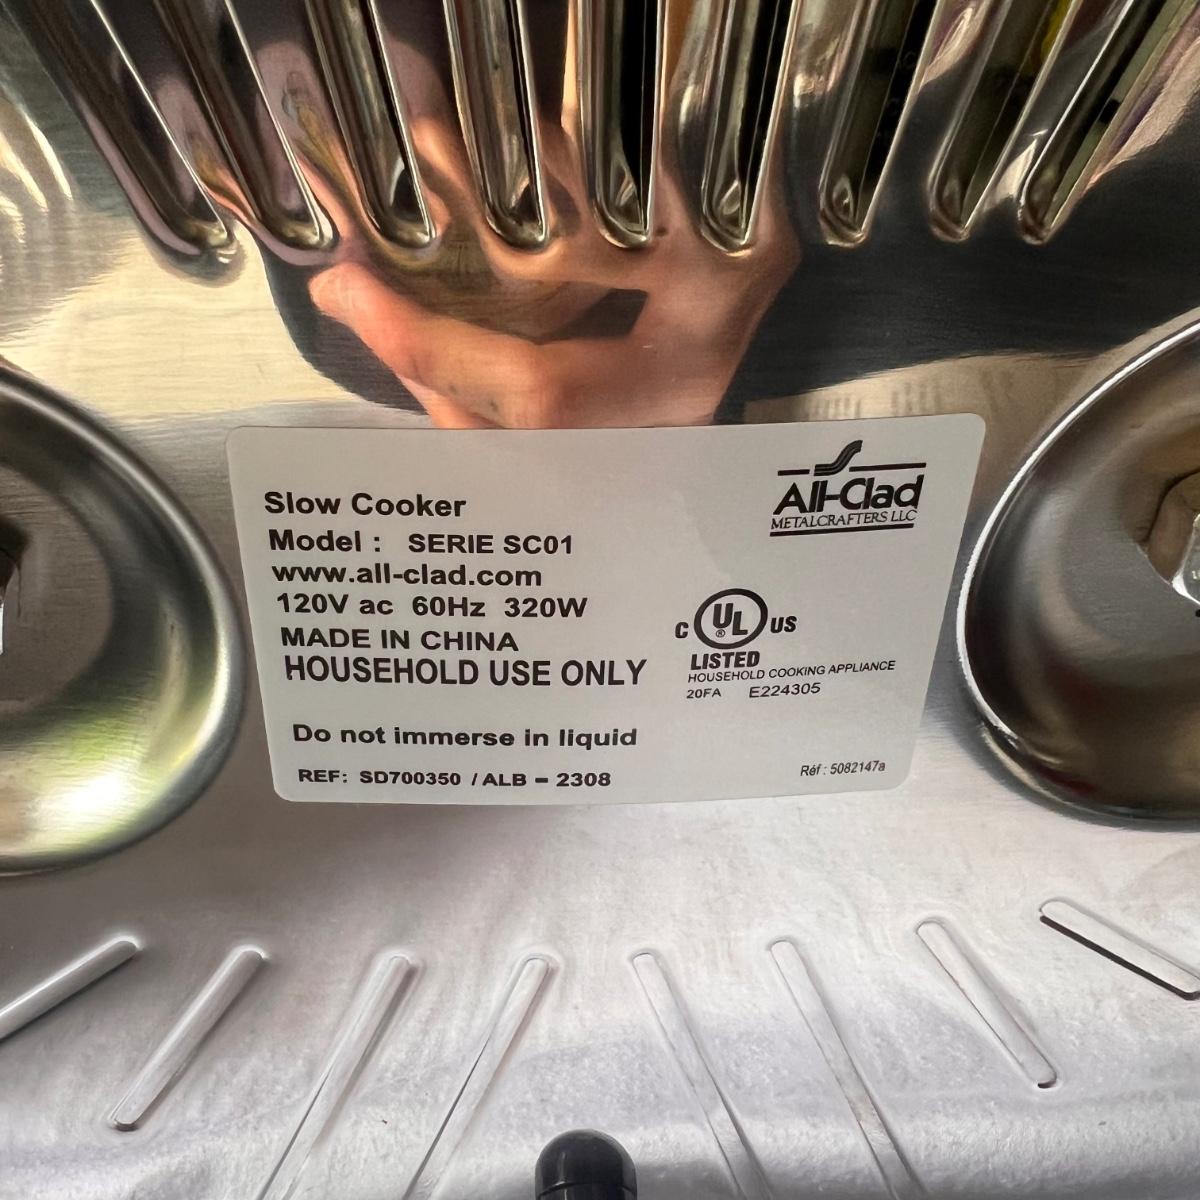 Slow Cooker
Model : SERIE SC01
www.all-clad.com
120V ac 60Hz 320W
MADE IN CHINA
HOUSEHOLD USE ONLY
Do not immerse in liquid
REF: SD700350 / ALB - 2308
All-Clad
METALCRAFTERS LLC
C UL ® US
LISTED
HOUSEHOLD COOKING APPLIANCE
20FA E224305
Réf : 5082147a